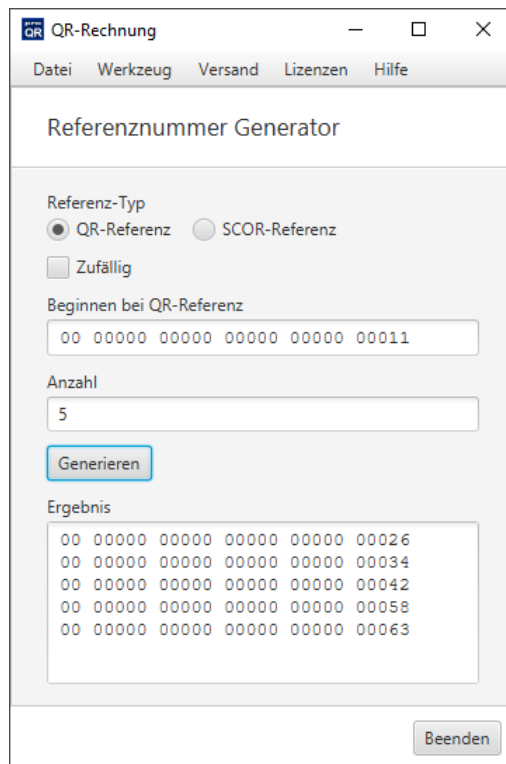 QR QR-Rechnung
Datei Werkzeug Versand Lizenzen Hilfe
Referenznummer Generator
Referenz-Typ
QR-Referenz SCOR-Referenz
Zufällig
Beginnen bei QR-Referenz
00 00000 00000 00000 00000 00011
Anzahl
5
Generieren
Ergebnis
00 00000 00000 00000 00000 00026
00 00000 00000 00000 00000 00034
00 00000 00000 00000 00000 00042
00 00000 00000 00000 00000 00058
00 00000 00000 00000 00000 00063
Beenden